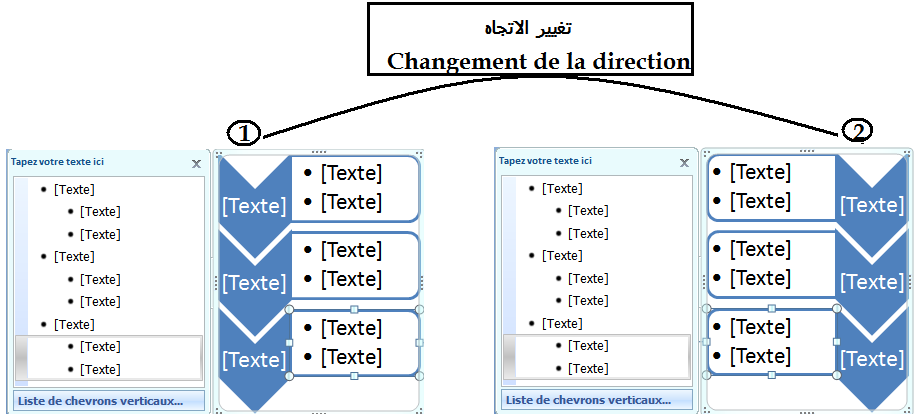 تغيير الاتجاه
Changement de la direction
1
2
Tapez votre texte ici
• [Texte]
• [Texte]
• [Texte]
• [Texte]
• [Texte]
• [Texte]
• [Texte]
• [Texte]
• [Texte]
Liste de chevrons verticaux...
[Texte]
• [Texte]
• [Texte]
[Texte]
• [Texte]
• [Texte]
[Texte]
• [Texte]
• [Texte]
Tapez votre texte ici
• [Texte]
• [Texte]
• [Texte]
• [Texte]
• [Texte]
• [Texte]
• [Texte]
• [Texte]
• [Texte]
Liste de chevrons verticaux...
• [Texte]
• [Texte]
[Texte]
• [Texte]
• [Texte]
[Texte]
• [Texte]
• [Texte]
[Texte]